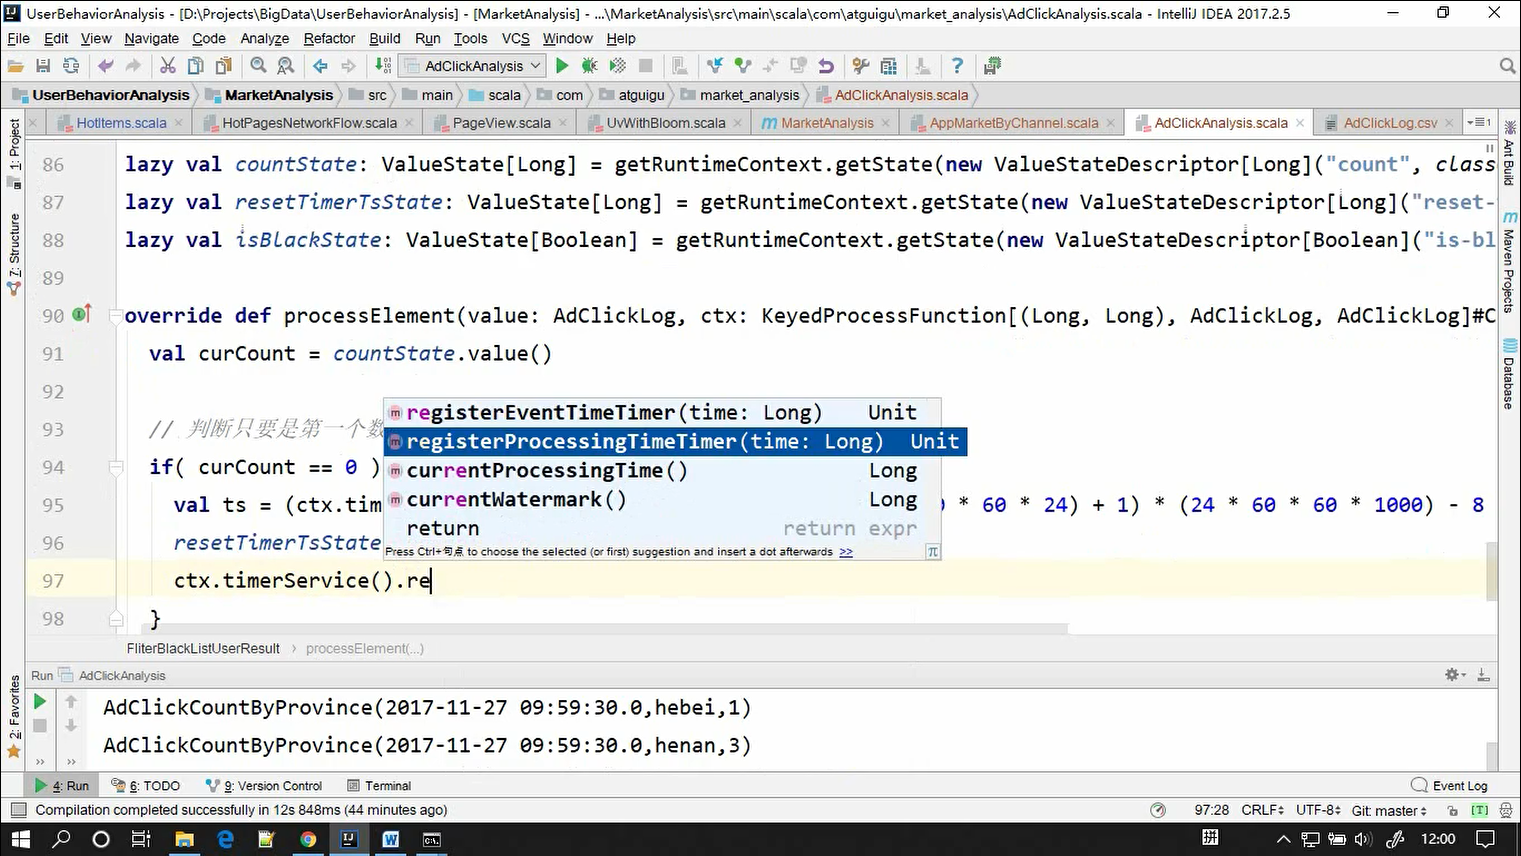 UserBehaviorAnalysis - [D:\Projects\BigData\UserBehaviorAnalysis] - [MarketAnalysis] - ...\MarketAnalysis\src\main\scala\com\atguigu\market_analysis\AdClickAnalysis.scala - IntelliJ IDEA 2017.2.5
File Edit View Navigate Code Analyze Refactor Build Run Tools VCS Window Help
AdClickAnalysis
UserBehaviorAnalysis MarketAnalysis src main scala com atguigu market_analysis AdClickAnalysis.scala
HotItems.scala HotPagesNetworkFlow.scala PageView.scala UvWithBloom.scala MarketAnalysis AppMarketByChannel.scala AdClickAnalysis.scala AdClickLog.csv
1: Project
7: Structure
2: Favorites
Ant Build
Maven Projects
Database
86 lazy val countState: ValueState[Long] = getRuntimeContext.getState(new ValueStateDescriptor[Long]("count", class
87 lazy val resetTimerTsState: ValueState[Long] = getRuntimeContext.getState(new ValueStateDescriptor[Long]("reset-
88 lazy val isBlackState: ValueState[Boolean] = getRuntimeContext.getState(new ValueStateDescriptor[Boolean]("is-bl
89
90 override def processElement(value: AdClickLog, ctx: KeyedProcessFunction[(Long, Long), AdClickLog, AdClickLog]#C
91 val curCount = countState.value()
92
93 // 判断只要是第一个数
94 if( curCount == 0 )
95 val ts = (ctx.tim * 60 * 24) + 1) * (24 * 60 * 60 * 1000) - 8
96 resetTimerTsState
97 ctx.timerService().re
98 }
registerEventTimeTimer(time: Long) Unit
registerProcessingTimeTimer(time: Long) Unit
currentProcessingTime() Long
currentWatermark() Long
return return expr
Press Ctrl+句点 to choose the selected (or first) suggestion and insert a dot afterwards >> π
FliterBlackListUserResult processElement(...)
Run AdClickAnalysis
AdClickCountByProvince(2017-11-27 09:59:30.0,hebei,1)
AdClickCountByProvince(2017-11-27 09:59:30.0,henan,3)
4: Run 6: TODO 9: Version Control Terminal Event Log
Compilation completed successfully in 12s 848ms (44 minutes ago) 97:28 CRLF UTF-8 Git: master [T]
拼 12:00